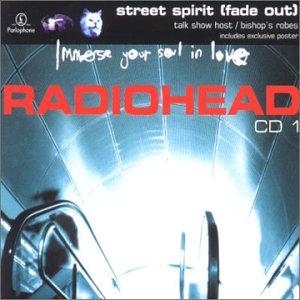 street spirit (fade out)
talk show host / bishop's robes
includes exclusive poster
Parlophone
Immerse your soul in love
RADIOHEAD
CD 1